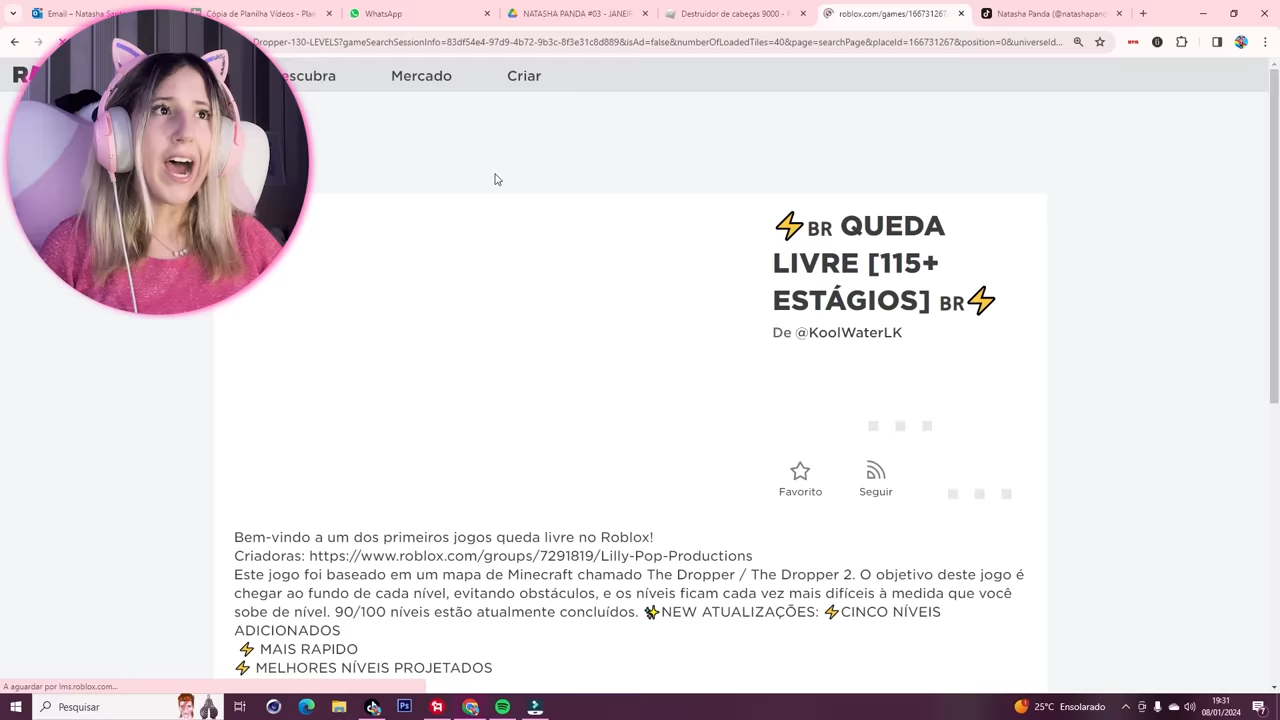 Email – Natasha San
Cópia de Planilha Vídeos - Plan
WhatsApp
NATASHA PANDA #03 - JANEI
Destruidor de cabeças 9000 -
roblox.com/games/166731267
Natasha Panda (@natashapan
Dropper-130-LEVELS?gameSearchSessionInfo=83df54e4-97d9-4b72-9b3c-8f3e31c8d889&isAd=false&numberOfLoadedTiles=40&page=searchPage&placeId=166731267&position=0&universeId...
escubra
Mercado
Criar
⚡BR QUEDA
LIVRE [115+
ESTÁGIOS] BR⚡
De @KoolWaterLK
Favorito
Seguir
Bem-vindo a um dos primeiros jogos queda livre no Roblox!
Criadoras: https://www.roblox.com/groups/7291819/Lilly-Pop-Productions
Este jogo foi baseado em um mapa de Minecraft chamado The Dropper / The Dropper 2. O objetivo deste jogo é
chegar ao fundo de cada nível, evitando obstáculos, e os níveis ficam cada vez mais difíceis à medida que você
sobe de nível. 90/100 níveis estão atualmente concluídos. ✨NEW ATUALIZAÇÕES: ⚡CINCO NÍVEIS
ADICIONADOS
⚡ MAIS RAPIDO
⚡ MELHORES NÍVEIS PROJETADOS
A aguardar por lms.roblox.com...
Pesquisar
25°C Ensolarado
19:31
08/01/2024